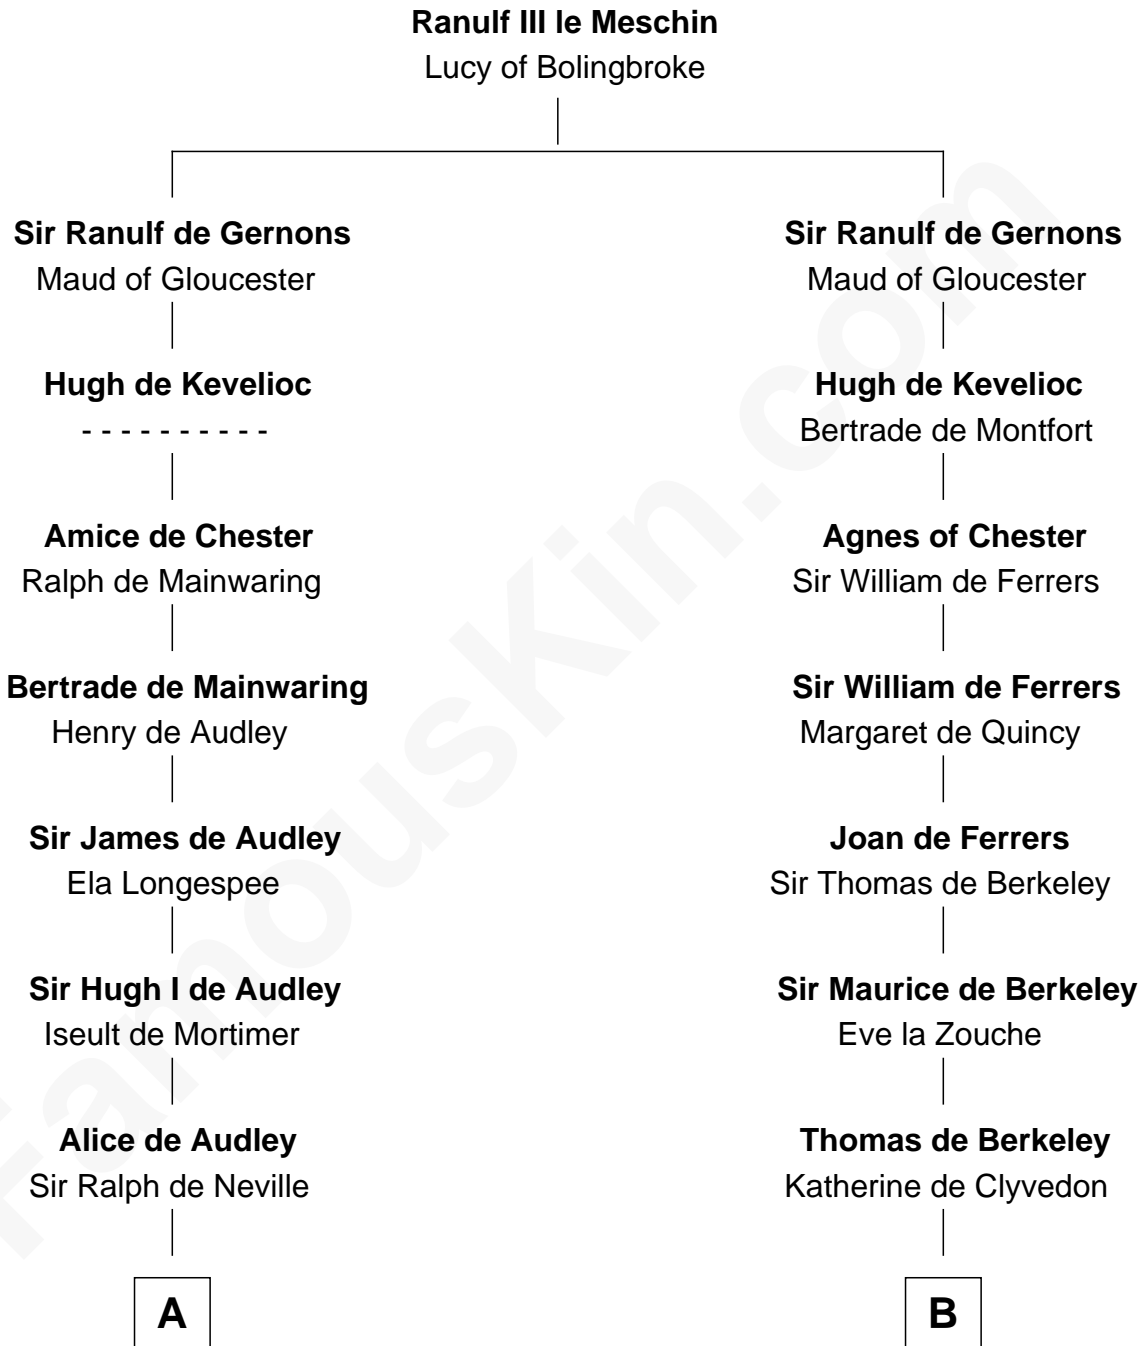 Ranulf III le Meschin
Lucy of Bolingbroke
Sir Ranulf de Gernons
Maud of Gloucester
Hugh de Kevelioc
- - - - - - - - - -
Amice de Chester
Ralph de Mainwaring
Bertrade de Mainwaring
Henry de Audley
Sir James de Audley
Ela Longespee
Sir Hugh I de Audley
Iseult de Mortimer
Alice de Audley
Sir Ralph de Neville
A
Sir Ranulf de Gernons
Maud of Gloucester
Hugh de Kevelioc
Bertrade de Montfort
Agnes of Chester
Sir William de Ferrers
Sir William de Ferrers
Margaret de Quincy
Joan de Ferrers
Sir Thomas de Berkeley
Sir Maurice de Berkeley
Eve la Zouche
Thomas de Berkeley
Katherine de Clyvedon
B
FamousKin.com